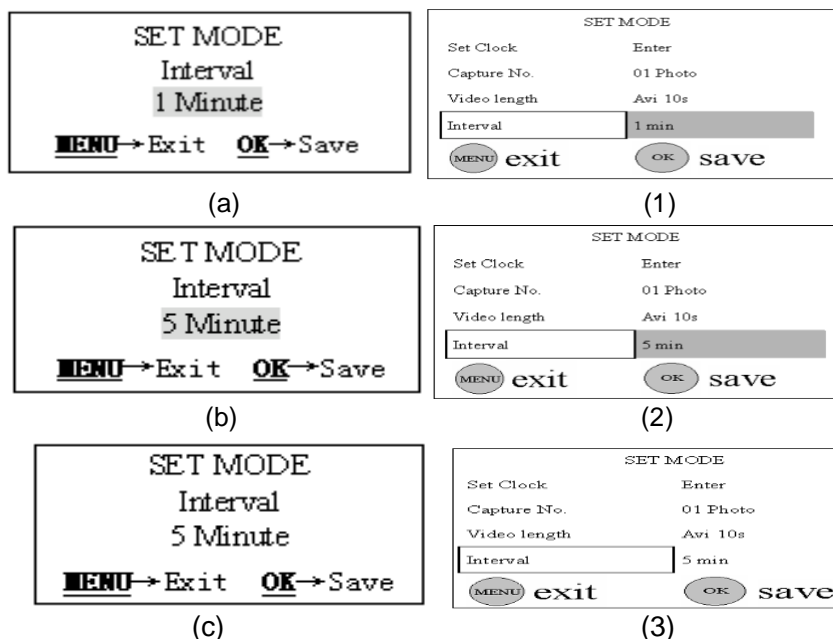 SET MODE
Interval
1 Minute
MENU→Exit OK→Save
(a)
SET MODE
Set Clock Enter
Capture No. 01 Photo
Video length Avi 10s
Interval 1 min
MENU exit OK save
(1)
SET MODE
Interval
5 Minute
MENU→Exit OK→Save
(b)
SET MODE
Set Clock Enter
Capture No. 01 Photo
Video length Avi 10s
Interval 5 min
MENU exit OK save
(2)
SET MODE
Interval
5 Minute
MENU→Exit OK→Save
(c)
SET MODE
Set Clock Enter
Capture No. 01 Photo
Video length Avi 10s
Interval 5 min
MENU exit OK save
(3)